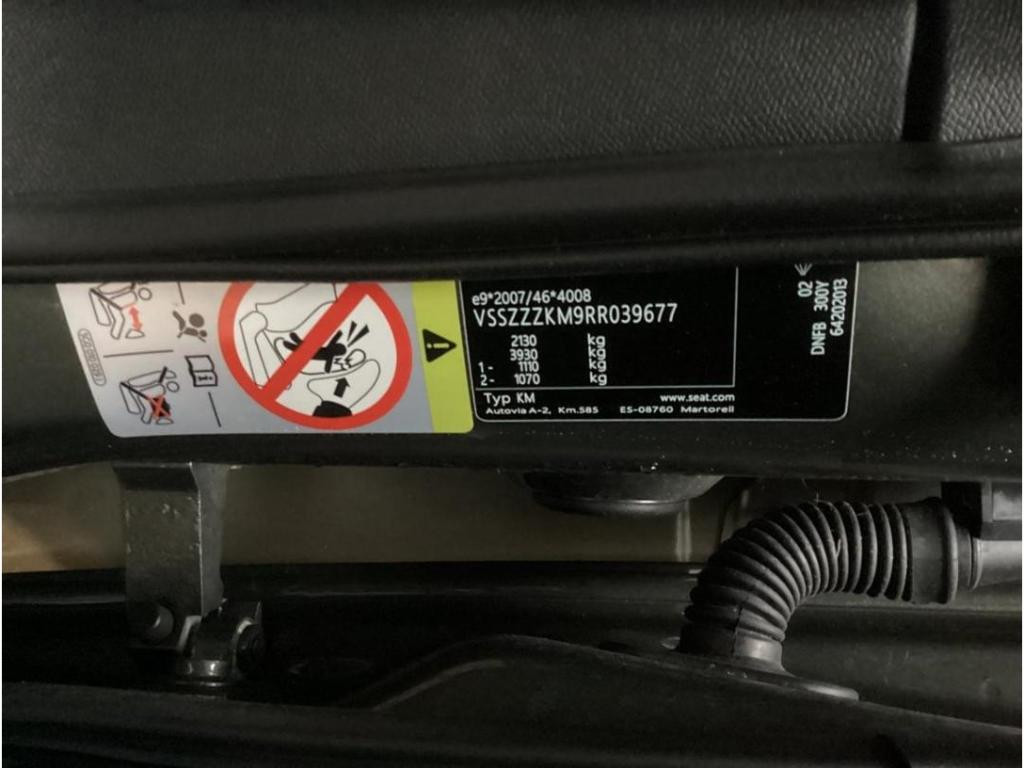 e9*2007/46*4008
VSSZZZKM9RR039677
2130 kg
3930 kg
1- 1110 kg
2- 1070 kg
Typ KM www.seat.com
Autovia A-2, Km.585 ES-08760 Martorell
02
DNFB 300Y
64202013